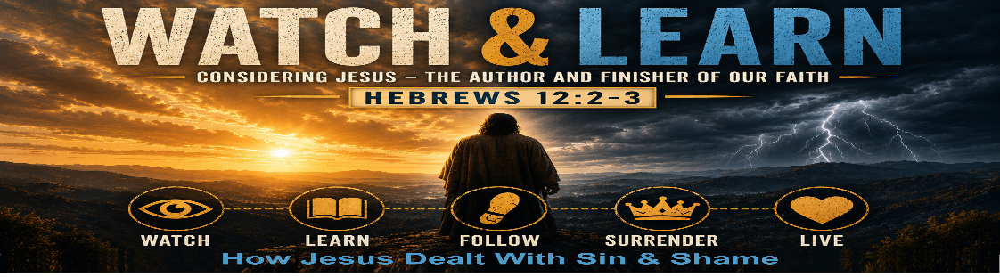 WATCH & LEARN
CONSIDERING JESUS – THE AUTHOR AND FINISHER OF OUR FAITH
HEBREWS 12:2-3
WATCH LEARN FOLLOW SURRENDER LIVE
How Jesus Dealt With Sin & Shame